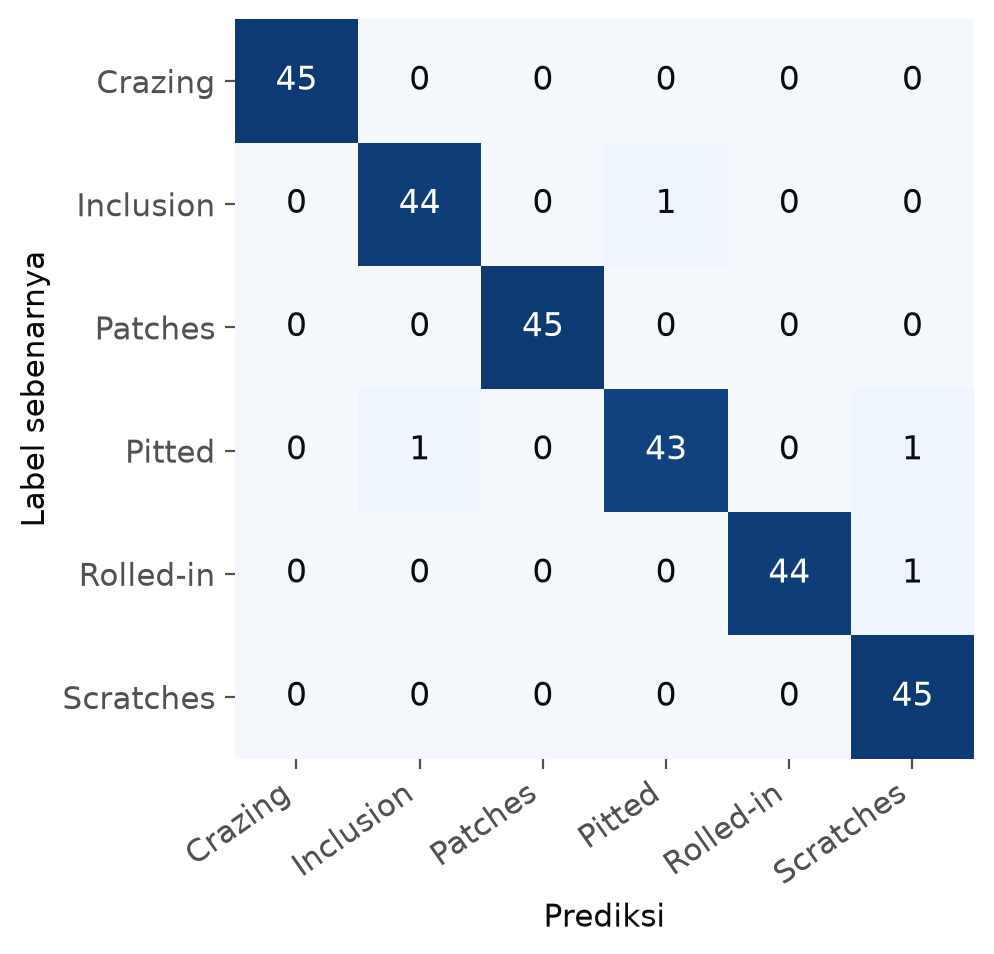 Crazing 45 0 0 0 0 0
Inclusion 0 44 0 1 0 0
Patches 0 0 45 0 0 0
Pitted 0 1 0 43 0 1
Rolled-in 0 0 0 0 44 1
Scratches 0 0 0 0 0 45
Label sebenarnya
Crazing Inclusion Patches Pitted Rolled-in Scratches
Prediksi